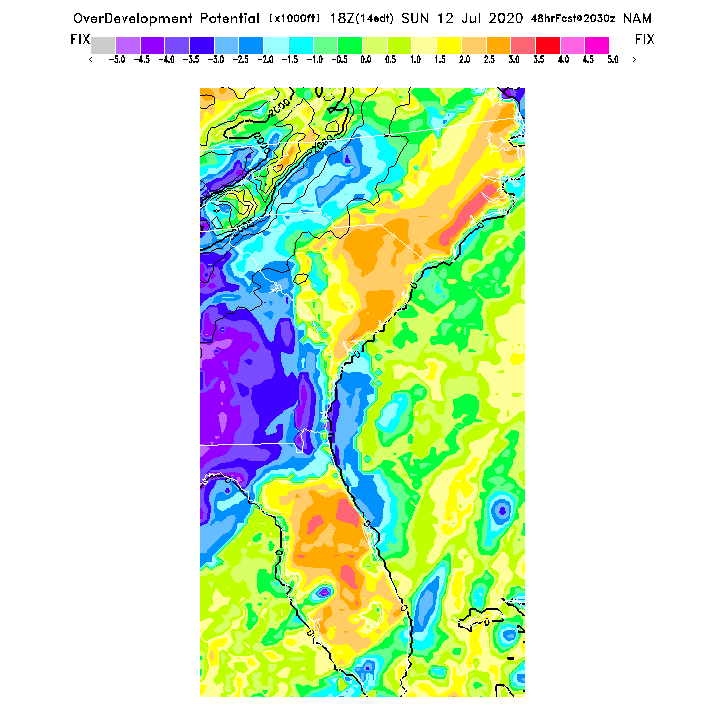 OverDevelopment Potential [x1000ft] 18Z(14edt) SUN 12 Jul 2020 48hrFcst@2030z NAM
FIX FIX
< -5.0 -4.5 -4.0 -3.5 -3.0 -2.5 -2.0 -1.5 -1.0 -0.5 0.0 0.5 1.0 1.5 2.0 2.5 3.0 3.5 4.0 4.5 5.0 >
2000
2000